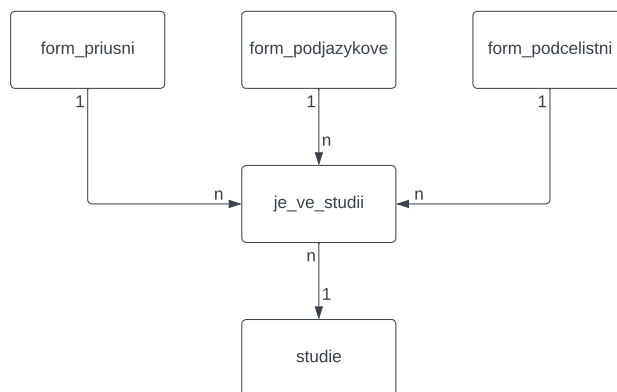 form_priusni
form_podjazykove
form_podcelistni
1
1
1
n
n
n
je_ve_studii
n
1
studie